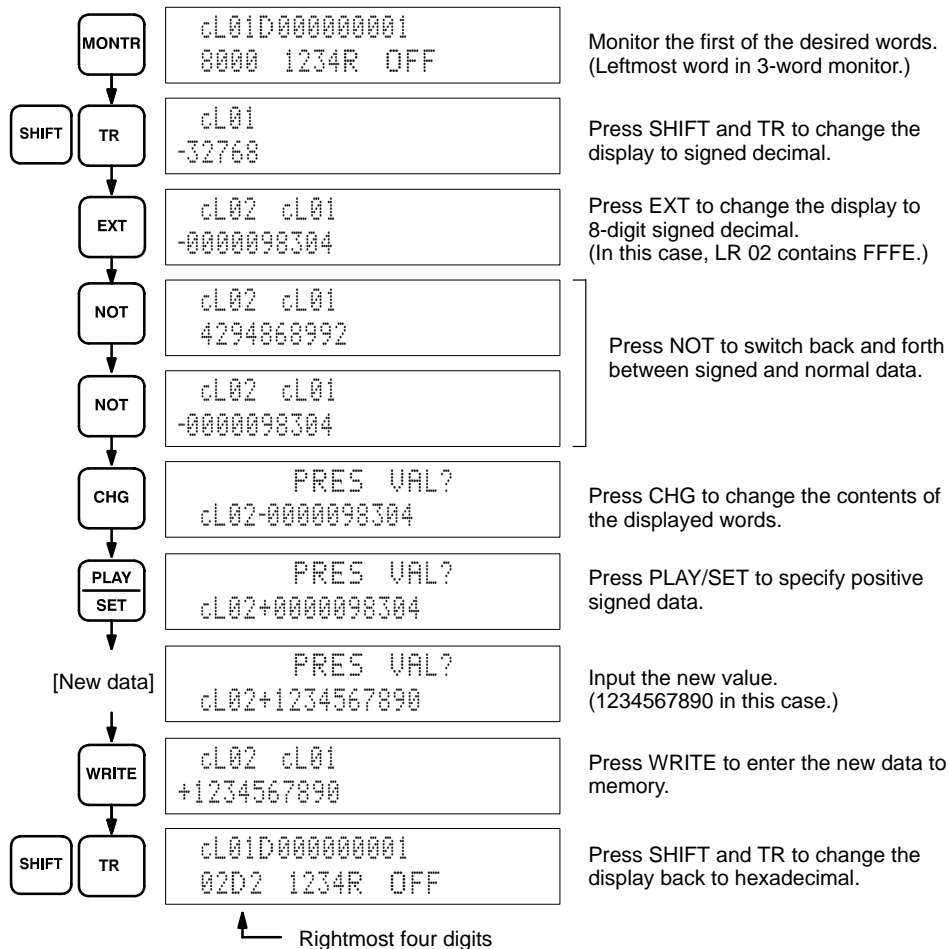 MONTR
cL01D000000001
8000 1234R OFF
Monitor the first of the desired words.
(Leftmost word in 3-word monitor.)
SHIFT
TR
cL01
-32768
Press SHIFT and TR to change the
display to signed decimal.
EXT
cL02 cL01
-0000098304
Press EXT to change the display to
8-digit signed decimal.
(In this case, LR 02 contains FFFE.)
NOT
cL02 cL01
4294868992
NOT
cL02 cL01
-0000098304
Press NOT to switch back and forth
between signed and normal data.
CHG
PRES VAL?
cL02-0000098304
Press CHG to change the contents of
the displayed words.
PLAY
SET
PRES VAL?
cL02+0000098304
Press PLAY/SET to specify positive
signed data.
[New data]
PRES VAL?
cL02+1234567890
Input the new value.
(1234567890 in this case.)
WRITE
cL02 cL01
+1234567890
Press WRITE to enter the new data to
memory.
SHIFT
TR
cL01D000000001
02D2 1234R OFF
Press SHIFT and TR to change the
display back to hexadecimal.
Rightmost four digits